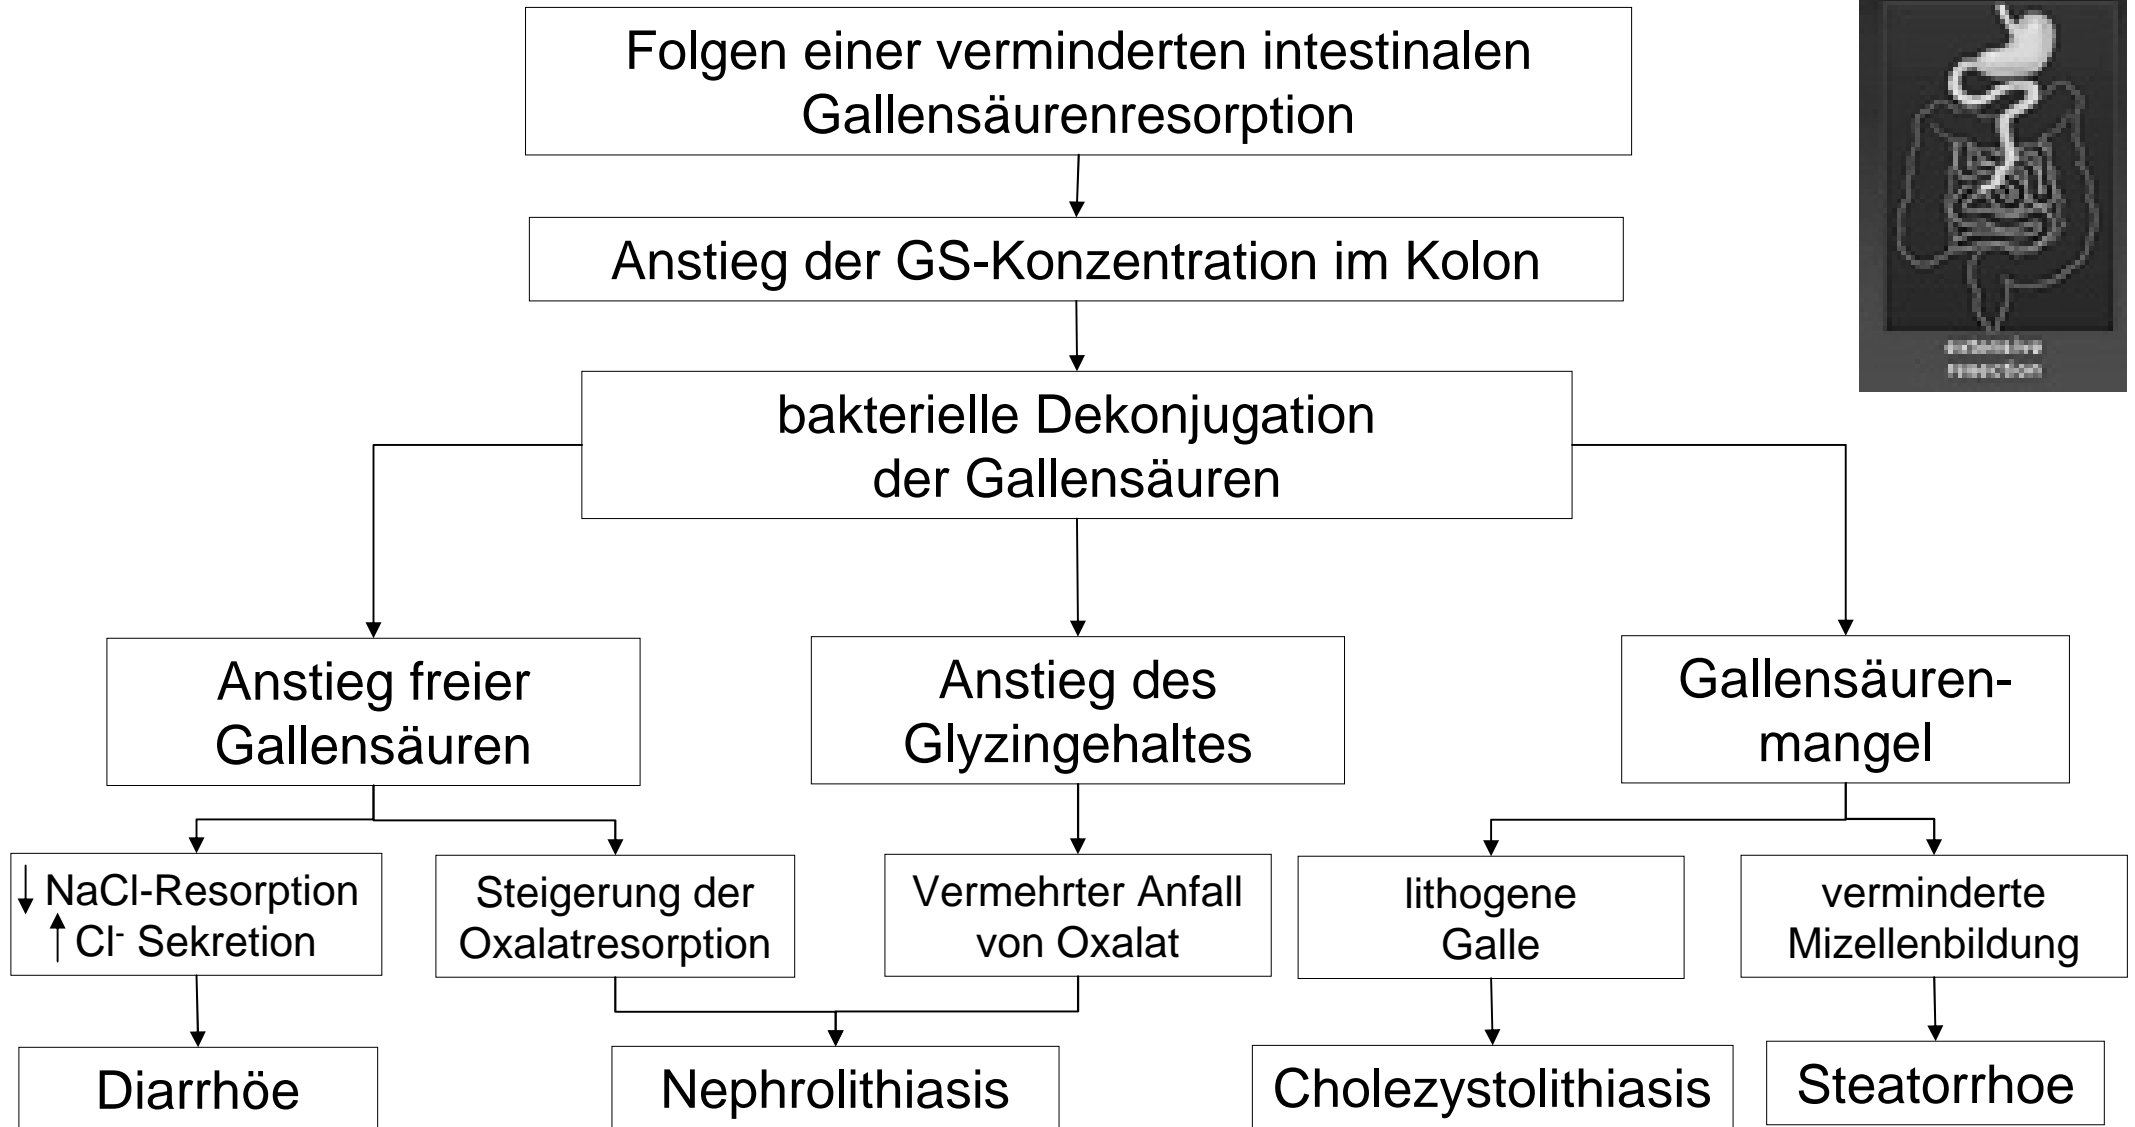 Folgen einer verminderten intestinalen
Gallensäurenresorption
extensive
resection
Anstieg der GS-Konzentration im Kolon
bakterielle Dekonjugation
der Gallensäuren
Anstieg freier
Gallensäuren
Anstieg des
Glyzingehaltes
Gallensäuren-
mangel
↓ NaCl-Resorption
↑ Cl⁻ Sekretion
Steigerung der
Oxalatresorption
Vermehrter Anfall
von Oxalat
lithogene
Galle
verminderte
Mizellenbildung
Diarrhöe
Nephrolithiasis
Cholezystolithiasis
Steatorrhoe